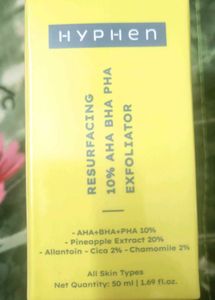 HYPHEN
RESURFACING
10% AHA BHA PHA
EXFOLIATOR
- AHA+BHA+PHA 10%
- Pineapple Extract 20%
- Allantoin - Cica 2% - Chamomile 2%
All Skin Types
Net Quantity: 50 ml | 1.69 fl.oz.